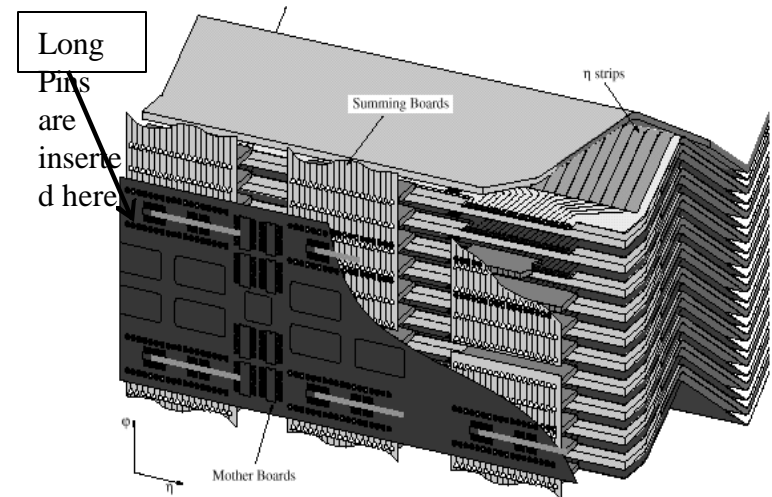 Long
Pins
are
inserte
d here
η strips
Summing Boards
φ
η
Mother Boards